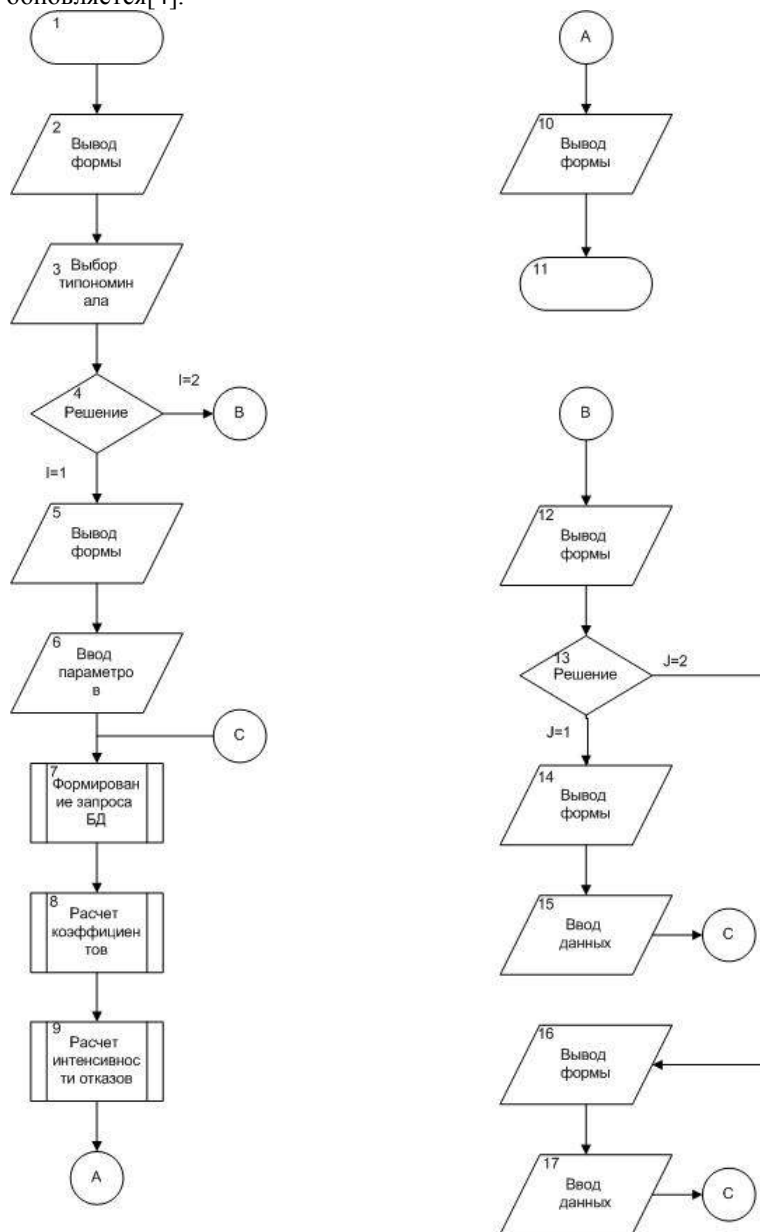 обновляется[4].
1
2
Вывод
формы
3
Выбор
типономин
ала
4
Решение
I=2
B
I=1
5
Вывод
формы
6
Ввод
параметро
в
C
7
Формирован
ие запроса
БД
8
Расчет
коэффициен
тов
9
Расчет
интенсивнос
ти отказов
A
A
10
Вывод
формы
11
B
12
Вывод
формы
13
Решение
J=2
J=1
14
Вывод
формы
15
Ввод
данных
C
16
Вывод
формы
17
Ввод
данных
C